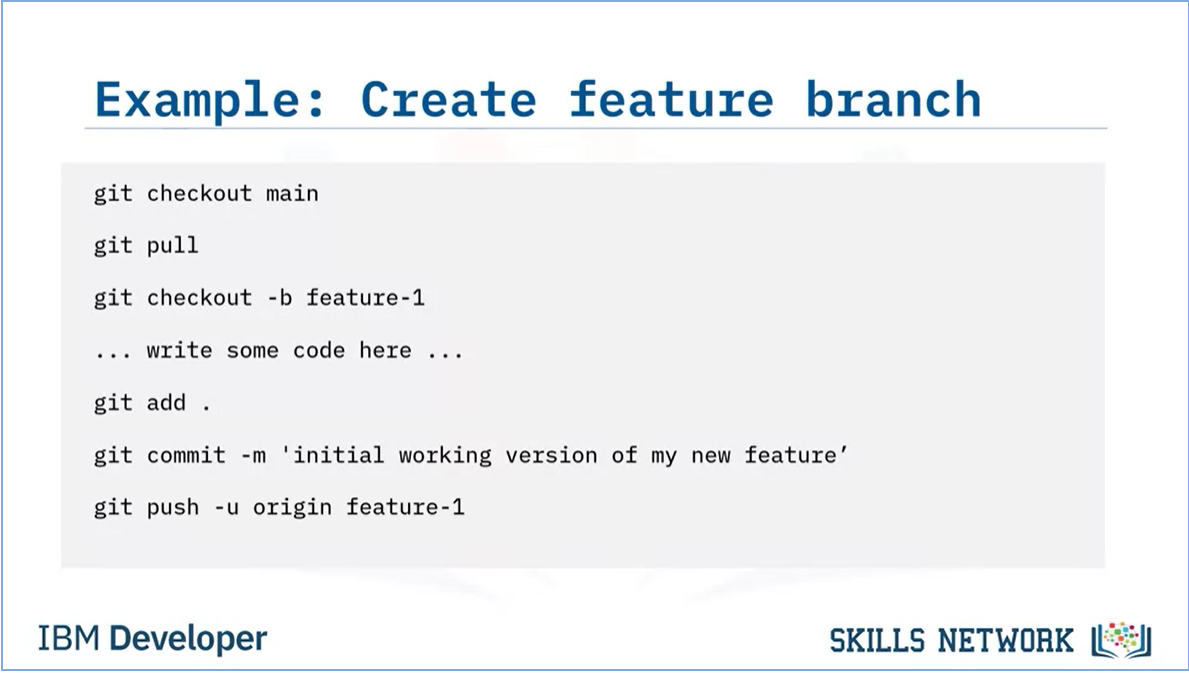 Example: Create feature branch
git checkout main
git pull
git checkout -b feature-1
... write some code here ...
git add .
git commit -m 'initial working version of my new feature’
git push -u origin feature-1
IBM Developer
SKILLS NETWORK